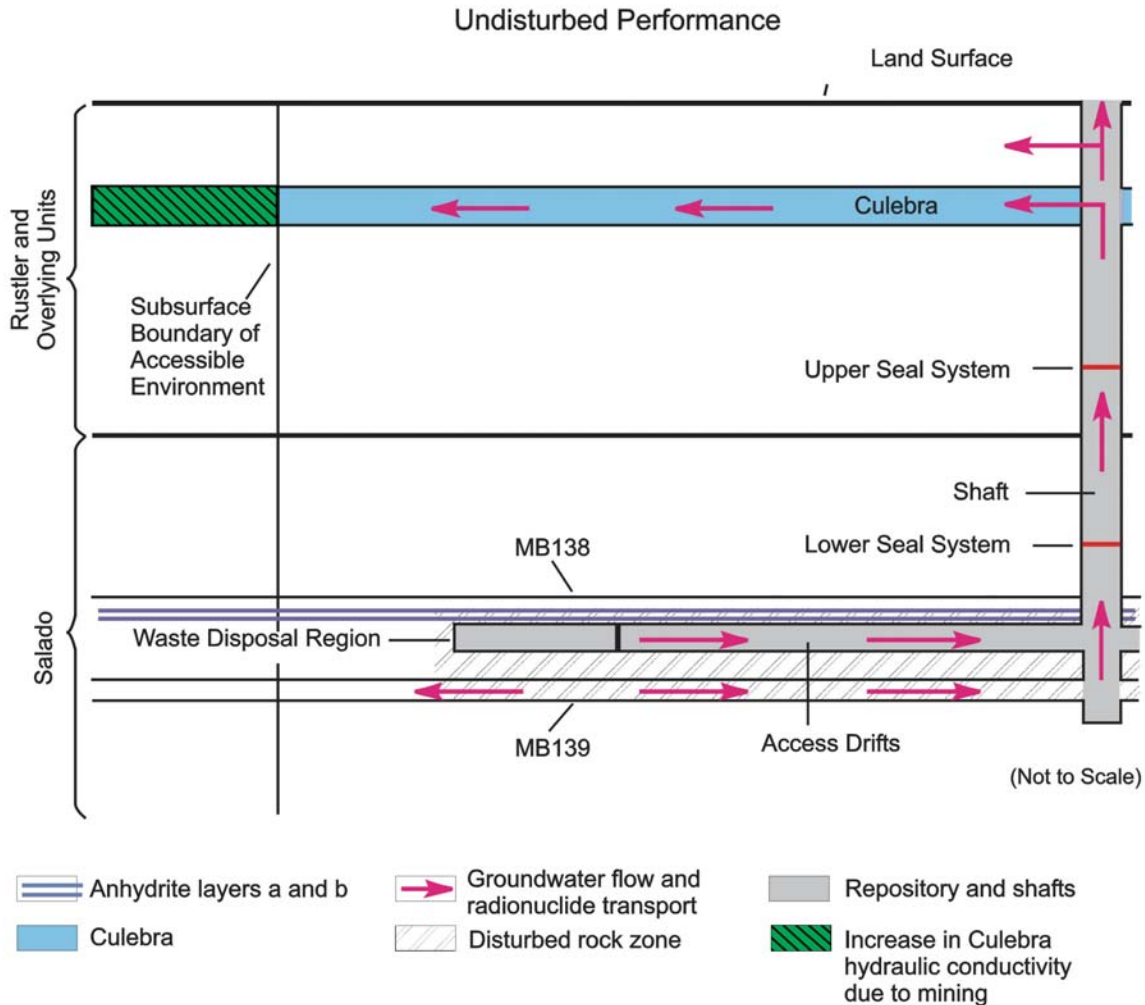 Undisturbed Performance
Land Surface
Rustler and
Overlying Units
Culebra
Subsurface
Boundary of
Accessible
Environment
Upper Seal System
Shaft
Lower Seal System
MB138
Salado
Waste Disposal Region
MB139
Access Drifts
(Not to Scale)
Anhydrite layers a and b
Groundwater flow and
radionuclide transport
Repository and shafts
Culebra
Disturbed rock zone
Increase in Culebra
hydraulic conductivity
due to mining